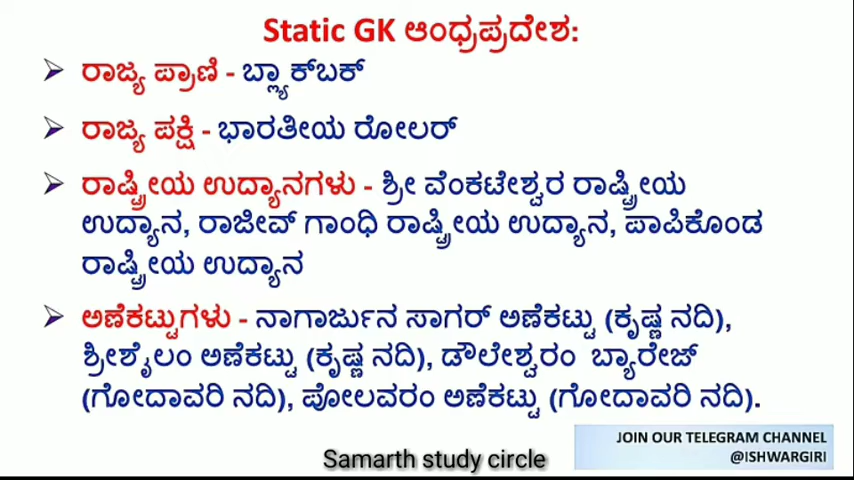 Static GK ಆಂಧ್ರಪ್ರದೇಶ:
➢ ರಾಜ್ಯ ಪ್ರಾಣಿ - ಬ್ಲ್ಯಾಕ್‌ಬಕ್
➢ ರಾಜ್ಯ ಪಕ್ಷಿ - ಭಾರತೀಯ ರೋಲರ್
➢ ರಾಷ್ಟ್ರೀಯ ಉದ್ಯಾನಗಳು - ಶ್ರೀ ವೆಂಕಟೇಶ್ವರ ರಾಷ್ಟ್ರೀಯ
ಉದ್ಯಾನ, ರಾಜೀವ್ ಗಾಂಧಿ ರಾಷ್ಟ್ರೀಯ ಉದ್ಯಾನ, ಪಾಪಿಕೊಂಡ
ರಾಷ್ಟ್ರೀಯ ಉದ್ಯಾನ
➢ ಅಣೆಕಟ್ಟುಗಳು - ನಾಗಾರ್ಜುನ ಸಾಗರ್ ಅಣೆಕಟ್ಟು (ಕೃಷ್ಣ ನದಿ),
ಶ್ರೀಶೈಲಂ ಅಣೆಕಟ್ಟು (ಕೃಷ್ಣ ನದಿ), ಡೌಲೇಶ್ವರಂ ಬ್ಯಾರೇಜ್
(ಗೋದಾವರಿ ನದಿ), ಪೋಲವರಂ ಅಣೆಕಟ್ಟು (ಗೋದಾವರಿ ನದಿ).
JOIN OUR TELEGRAM CHANNEL
@ISHWARGIRI
Samarth study circle